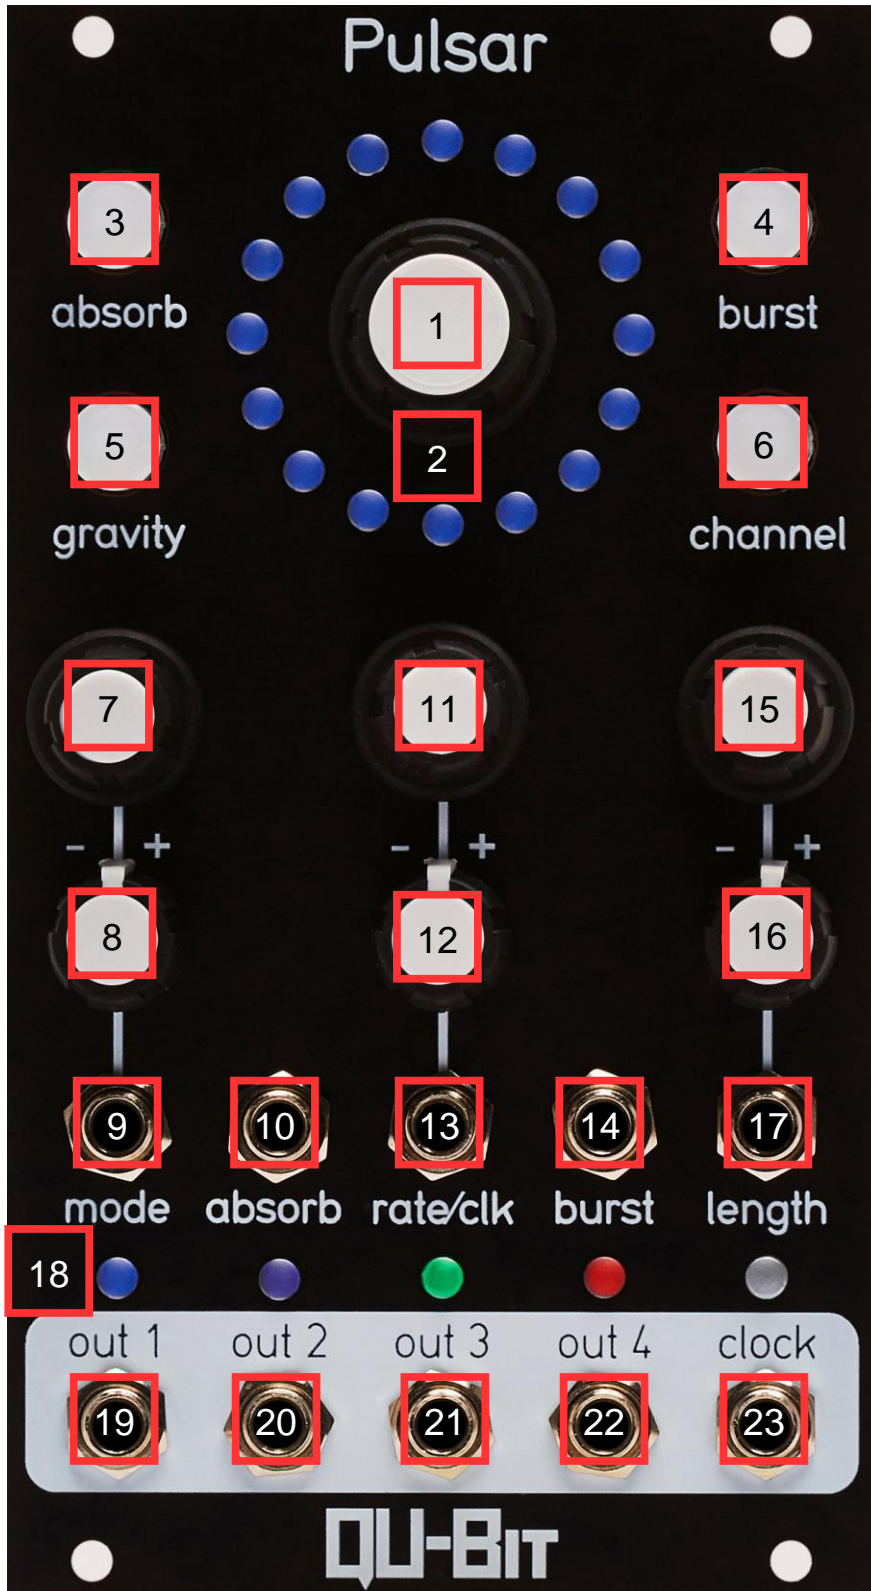 Pulsar
3
4
1
absorb
burst
5
2
6
gravity
channel
7
11
15
- +
- +
- +
8
12
16
9
10
13
14
17
mode
absorb
rate/clk
burst
length
18
out 1
out 2
out 3
out 4
clock
19
20
21
22
23
QU-BIT